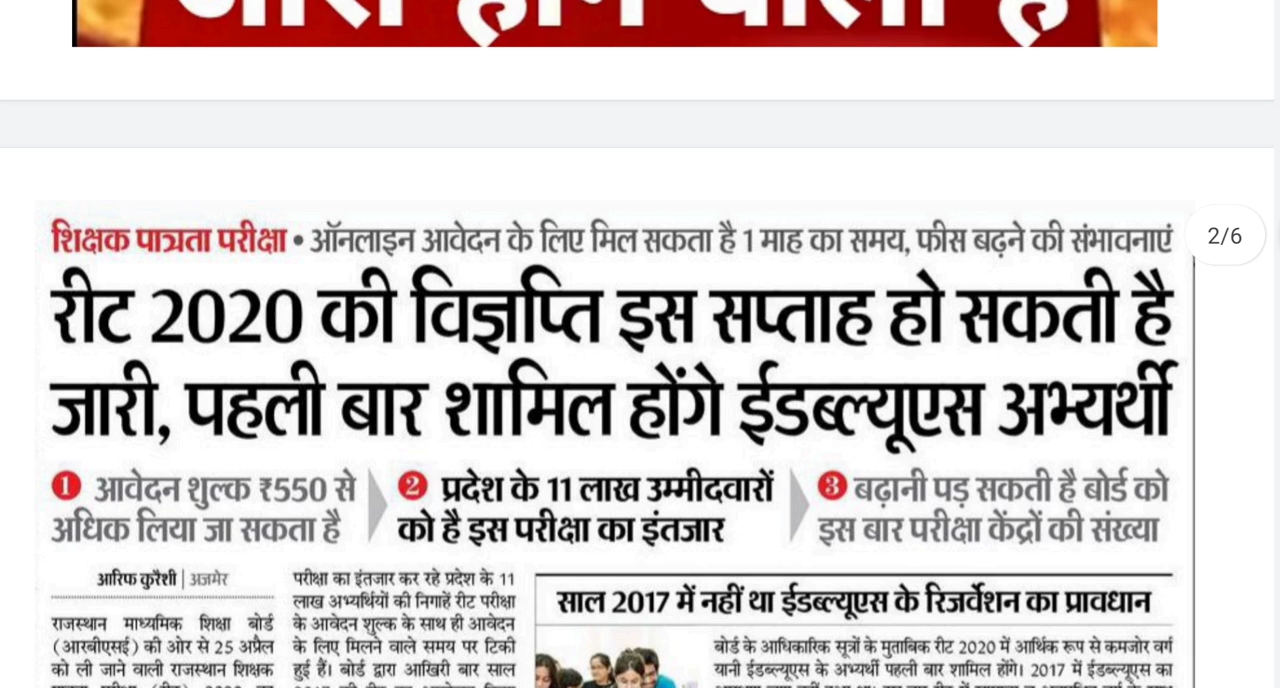 शिक्षक पात्रता परीक्षा • ऑनलाइन आवेदन के लिए मिल सकता है 1 माह का समय, फीस बढ़ने की संभावनाएं
2/6
रीट 2020 की विज्ञप्ति इस सप्ताह हो सकती है
जारी, पहली बार शामिल होंगे ईडब्ल्यूएस अभ्यर्थी
1 आवेदन शुल्क ₹550 से
अधिक लिया जा सकता है
2 प्रदेश के 11 लाख उम्मीदवारों
को है इस परीक्षा का इंतजार
3 बढ़ानी पड़ सकती है बोर्ड को
इस बार परीक्षा केंद्रों की संख्या
आरिफ कुरैशी | अजमेर
राजस्थान माध्यमिक शिक्षा बोर्ड
(आरबीएसई) की ओर से 25 अप्रैल
को ली जाने वाली राजस्थान शिक्षक
परीक्षा का इंतजार कर रहे प्रदेश के 11
लाख अभ्यर्थियों की निगाहें रीट परीक्षा
के आवेदन शुल्क के साथ ही आवेदन
के लिए मिलने वाले समय पर टिकी
हुई हैं। बोर्ड द्वारा आखिरी बार साल
साल 2017 में नहीं था ईडब्ल्यूएस के रिजर्वेशन का प्रावधान
बोर्ड के आधिकारिक सूत्रों के मुताबिक रीट 2020 में आर्थिक रूप से कमजोर वर्ग
यानी ईडब्ल्यूएस के अभ्यर्थी पहली बार शामिल होंगे। 2017 में ईडब्ल्यूएस का